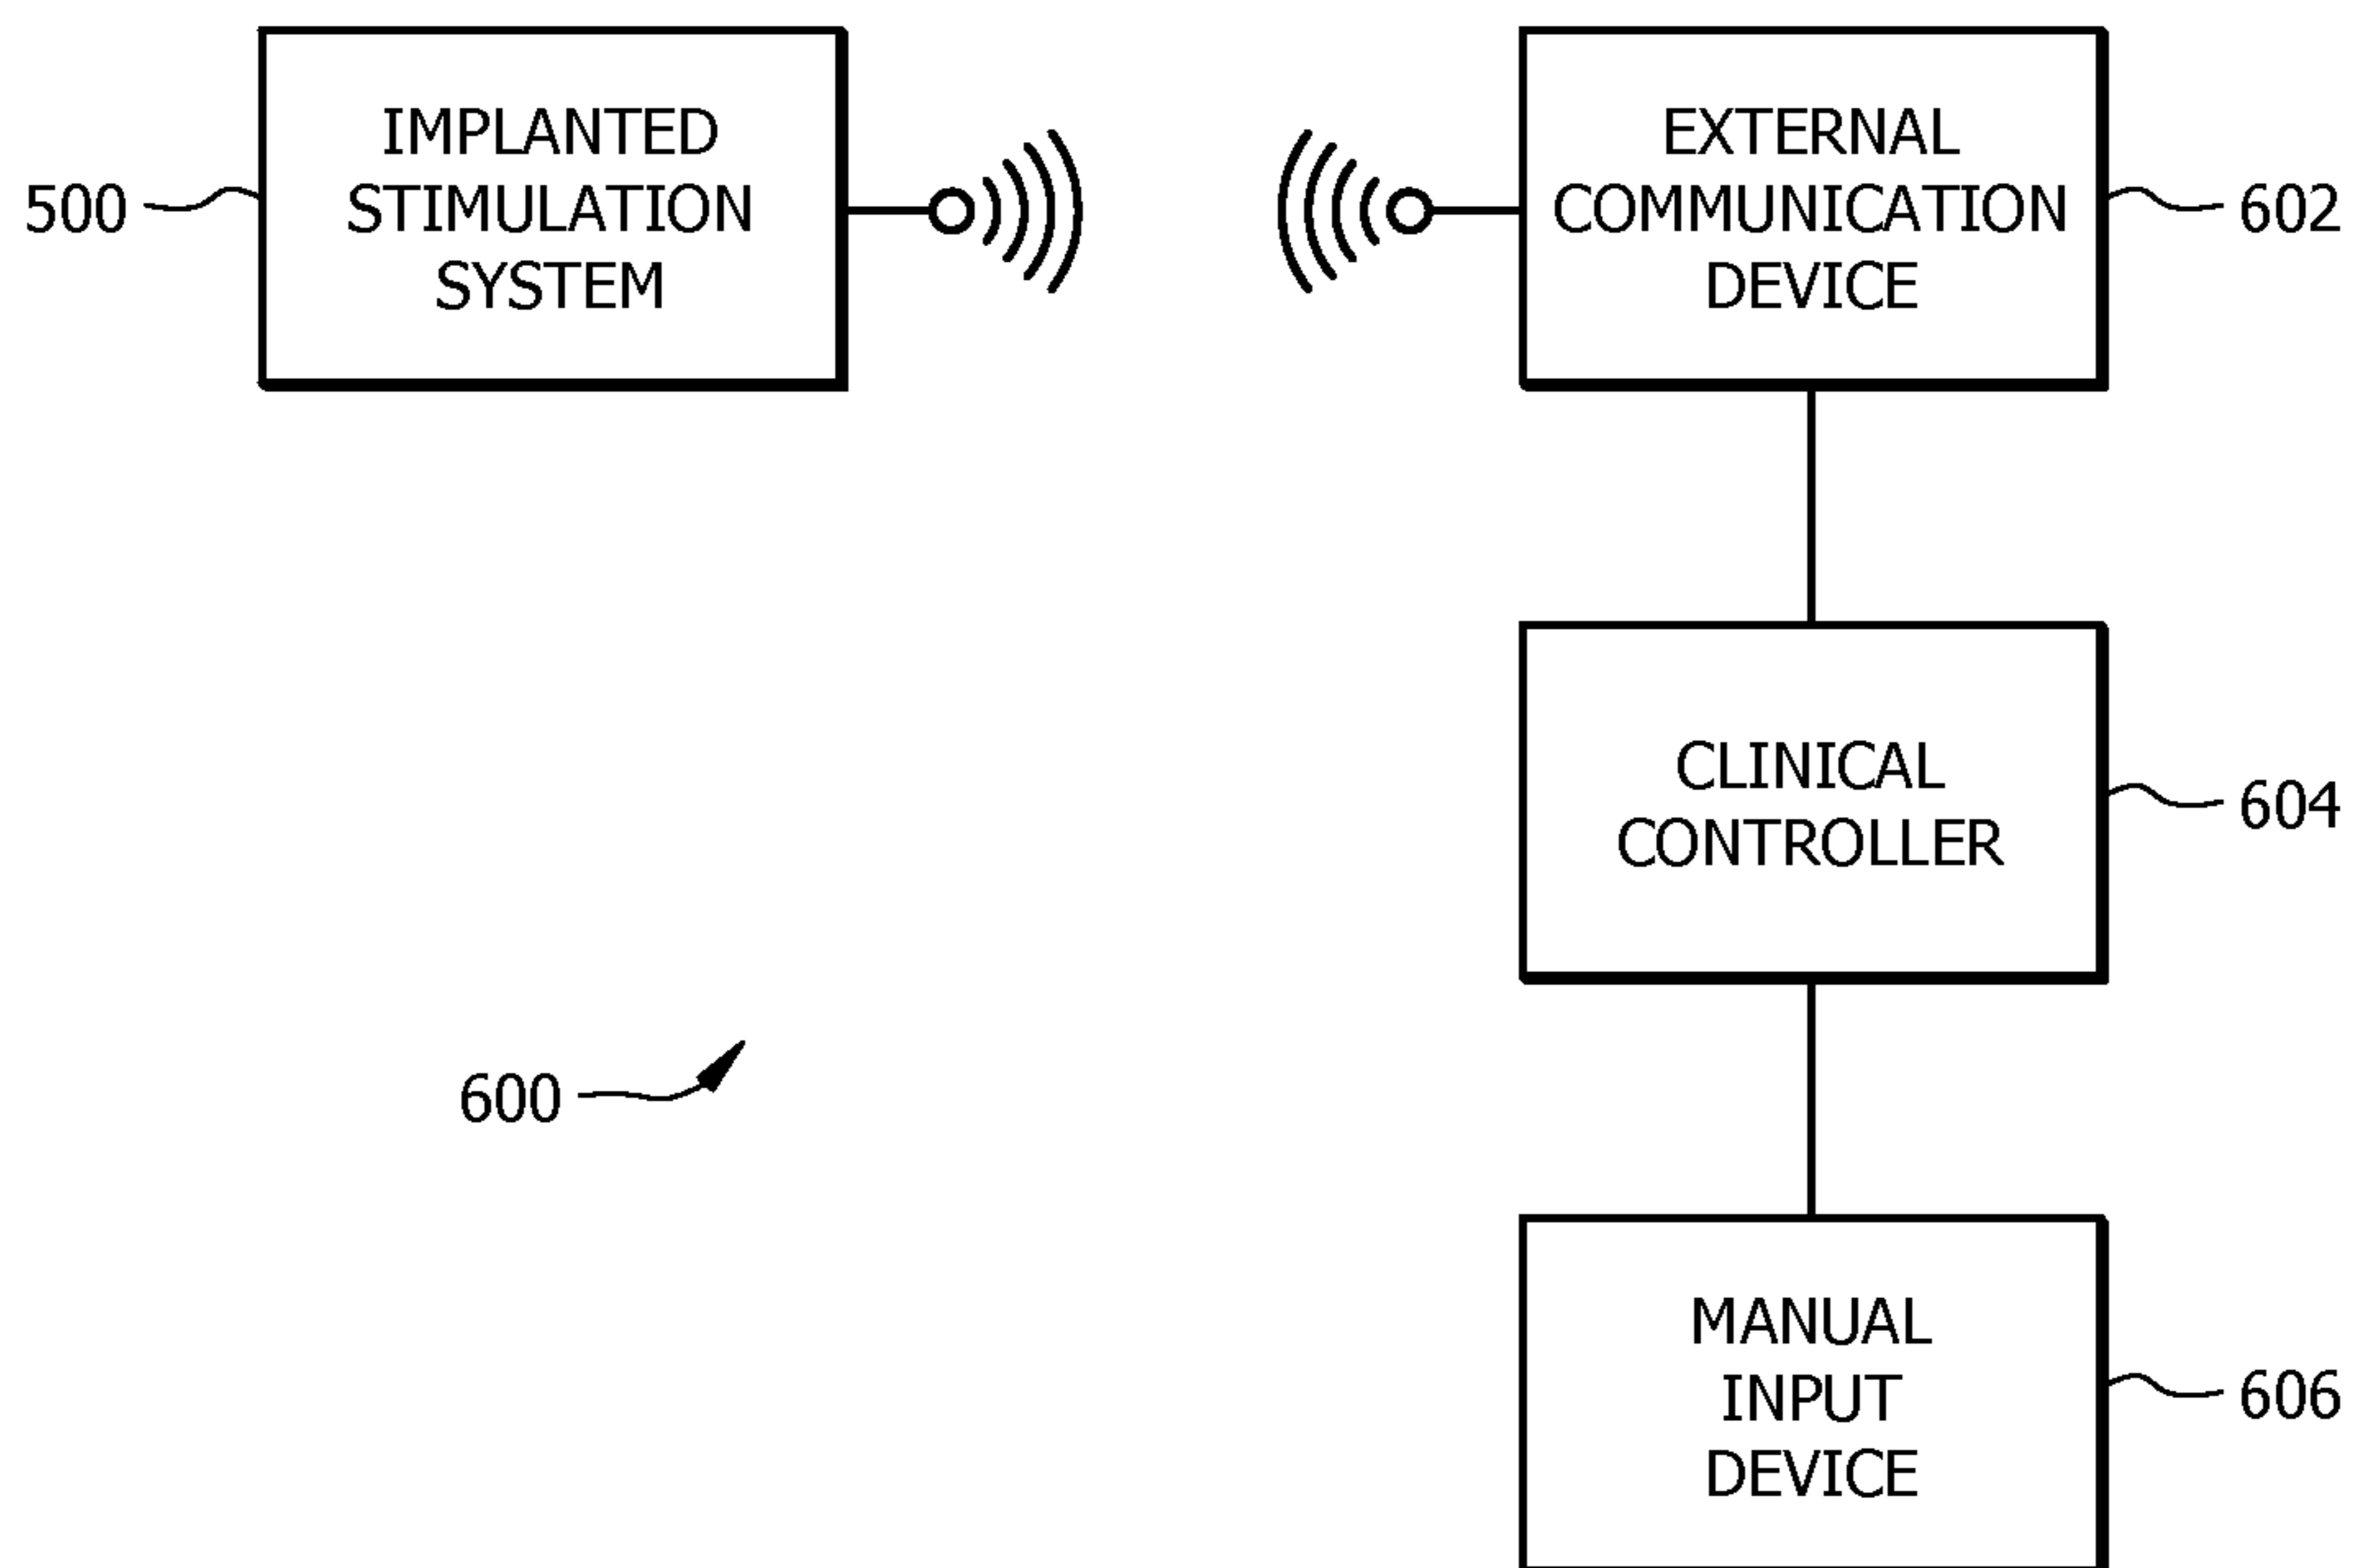 IMPLANTED
STIMULATION
SYSTEM
500
EXTERNAL
COMMUNICATION
DEVICE
602
CLINICAL
CONTROLLER
604
600
MANUAL
INPUT
DEVICE
606